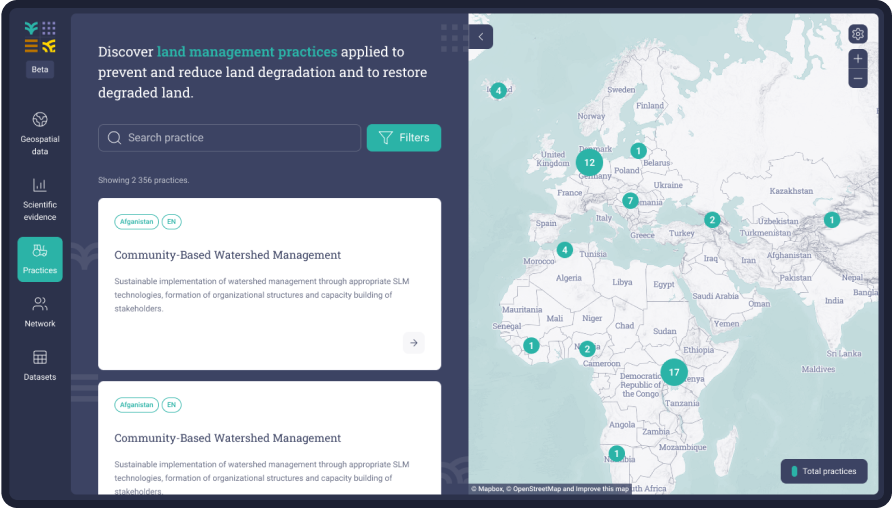 Beta
Geospatial
data
Scientific
evidence
Practices
Network
Datasets
Discover land management practices applied to
prevent and reduce land degradation and to restore
degraded land.
Search practice
Filters
Showing 2 356 practices.
Afganistan EN
Community-Based Watershed Management
Sustainable implementation of watershed management through appropriate SLM
technologies, formation of organizational structures and capacity building of
stakeholders.
Afganistan EN
Community-Based Watershed Management
Sustainable implementation of watershed management through appropriate SLM
technologies, formation of organizational structures and capacity building of
stakeholders.
4
Sweden
Finland
Norway
Denmark
1
United
Kingdom
12
Belarus
Poland
Germany
Ukraine
France
Kazakhstan
7
Italy
2
Uzbekistan
1
Spain
Greece
Turkey
Turkmenistan
4
Tunisia
Morocco
Iraq
Iran
Afghanistan
Algeria
Libya
Egypt
Pakistan
Nepal
Saudi Arabia
Oman
India
Mauritania
Mali
Niger
Chad
Sudan
Yemen
Senegal
1
2
Ethiopia
Sri Lanka
Cameroon
Maldives
Democratic
Republic of
the Congo
17
Tanzania
Angola
Zambia
Mozambique
1
Total practices
© Mapbox, © OpenStreetMap and Improve this map